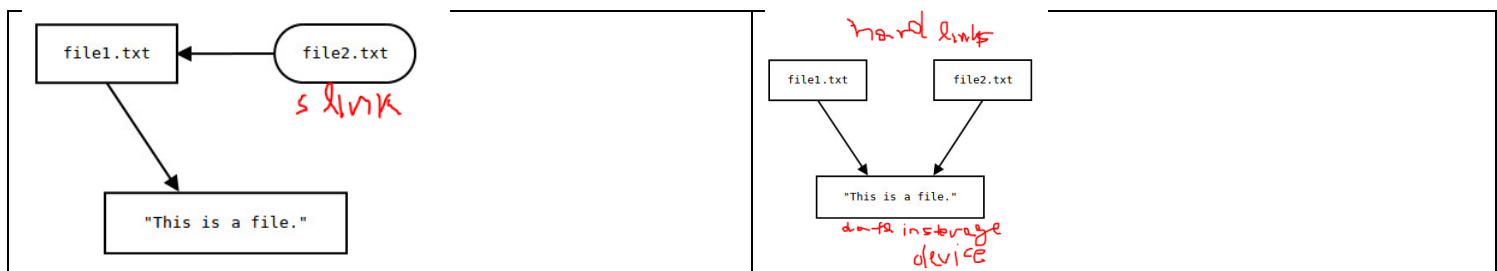 file1.txt
file2.txt
s link
"This is a file."
hard links
file1.txt
file2.txt
"This is a file."
data in storage
device